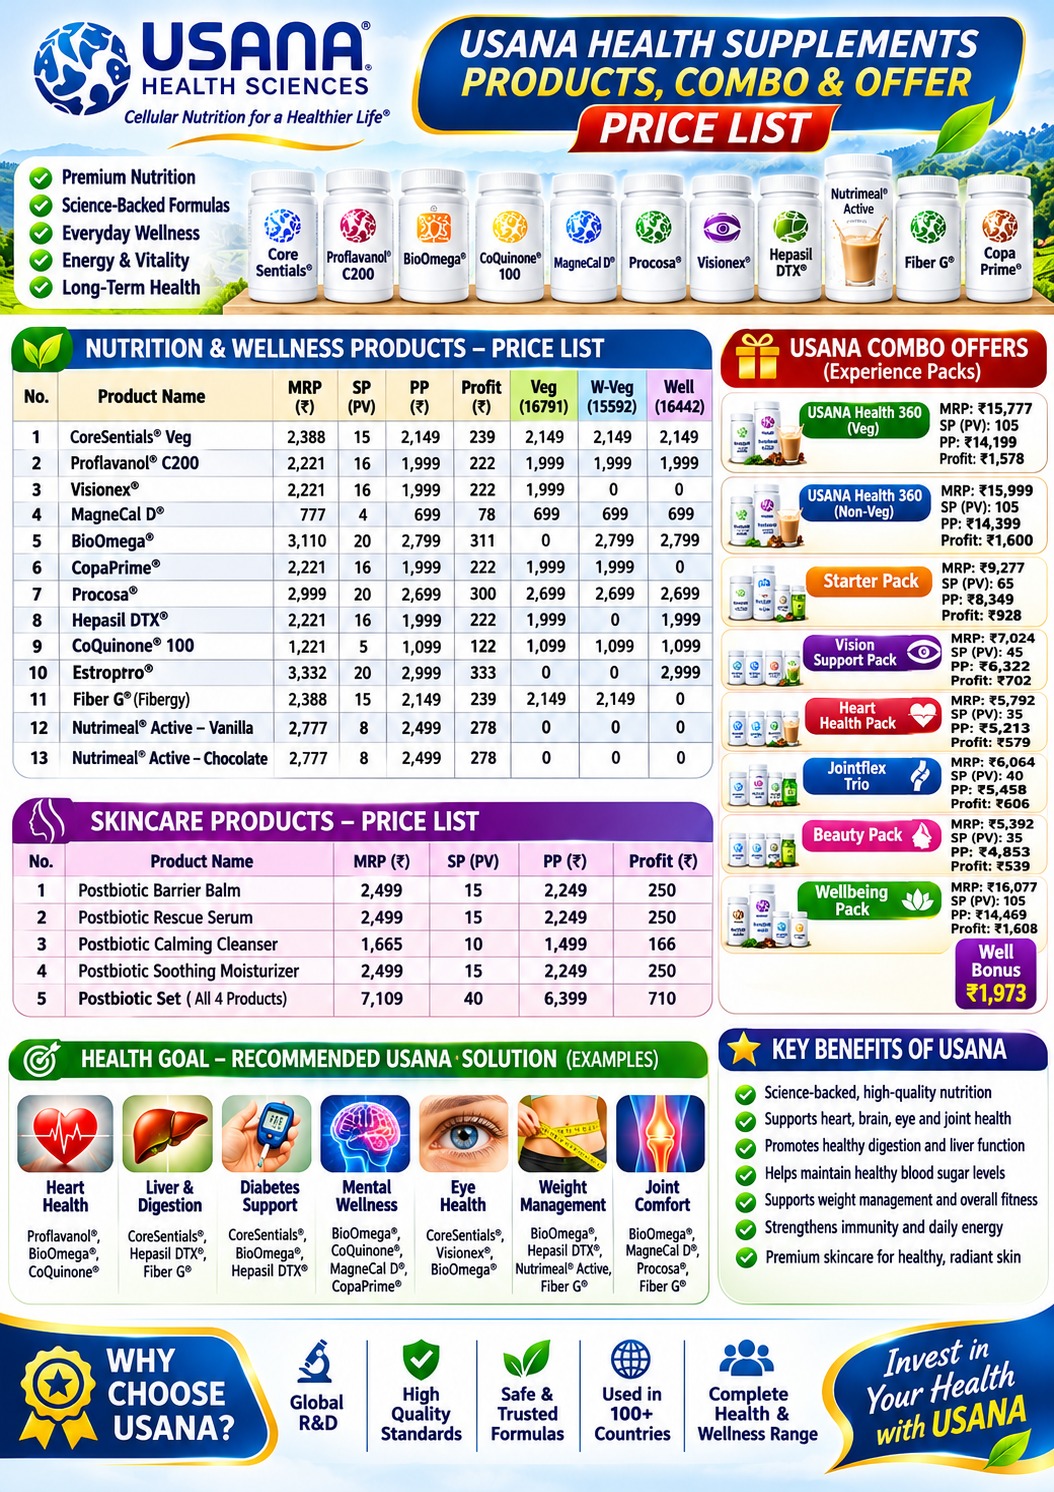 USANA®
HEALTH SCIENCES
Cellular Nutrition for a Healthier Life®
USANA HEALTH SUPPLEMENTS
PRODUCTS, COMBO & OFFER
PRICE LIST
Premium Nutrition
Science-Backed Formulas
Everyday Wellness
Energy & Vitality
Long-Term Health
Core Sentials®
Proflavanol® C200
BioOmega®
CoQuinone® 100
MagneCal D®
Procosa®
Visionex®
Hepasil DTX®
Nutrimeal® Active
Fiber G®
Copa Prime®
NUTRITION & WELLNESS PRODUCTS – PRICE LIST
No. Product Name MRP (₹) SP (PV) PP (₹) Profit (₹) Veg (16791) W-Veg (15592) Well (16442)
1 CoreSentials® Veg 2,388 15 2,149 239 2,149 2,149 2,149
2 Proflavanol® C200 2,221 16 1,999 222 1,999 1,999 1,999
3 Visionex® 2,221 16 1,999 222 1,999 0 0
4 MagneCal D® 777 4 699 78 699 699 699
5 BioOmega® 3,110 20 2,799 311 0 2,799 2,799
6 CopaPrime® 2,221 16 1,999 222 1,999 1,999 0
7 Procosa® 2,999 20 2,699 300 2,699 2,699 2,699
8 Hepasil DTX® 2,221 16 1,999 222 1,999 0 1,999
9 CoQuinone® 100 1,221 5 1,099 122 1,099 1,099 1,099
10 Estroptro® 3,332 20 2,999 333 0 0 2,999
11 Fiber G® (Fibergy) 2,388 15 2,149 239 2,149 2,149 0
12 Nutrimeal® Active – Vanilla 2,777 8 2,499 278 0 0 0
13 Nutrimeal® Active – Chocolate 2,777 8 2,499 278 0 0 0
USANA COMBO OFFERS
(Experience Packs)
USANA Health 360
(Veg)
MRP: ₹15,777
SP (PV): 105
PP: ₹14,199
Profit: ₹1,578
USANA Health 360
(Non-Veg)
MRP: ₹15,999
SP (PV): 105
PP: ₹14,399
Profit: ₹1,600
Starter Pack
MRP: ₹9,277
SP (PV): 65
PP: ₹8,349
Profit: ₹928
Vision
Support Pack
MRP: ₹7,024
SP (PV): 45
PP: ₹6,322
Profit: ₹702
Heart
Health Pack
MRP: ₹5,792
SP (PV): 35
PP: ₹5,213
Profit: ₹579
Jointflex
Trio
MRP: ₹6,064
SP (PV): 40
PP: ₹5,458
Profit: ₹606
Beauty Pack
MRP: ₹5,392
SP (PV): 35
PP: ₹4,853
Profit: ₹539
Wellbeing
Pack
MRP: ₹16,077
SP (PV): 105
PP: ₹14,469
Profit: ₹1,608
Well
Bonus
₹1,973
SKINCARE PRODUCTS – PRICE LIST
No. Product Name MRP (₹) SP (PV) PP (₹) Profit (₹)
1 Postbiotic Barrier Balm 2,499 15 2,249 250
2 Postbiotic Rescue Serum 2,499 15 2,249 250
3 Postbiotic Calming Cleanser 1,665 10 1,499 166
4 Postbiotic Soothing Moisturizer 2,499 15 2,249 250
5 Postbiotic Set ( All 4 Products) 7,109 40 6,399 710
HEALTH GOAL – RECOMMENDED USANA· SOLUTION (EXAMPLES)
Heart
Health
Proflavanol®,
BioOmega®,
CoQuinone®
Liver &
Digestion
CoreSentials®,
Hepasil DTX®,
Fiber G®
Diabetes
Support
CoreSentials®,
BioOmega®,
Hepasil DTX®
Mental
Wellness
BioOmega®,
CoQuinone®,
MagneCal D®,
CopaPrime®
Eye
Health
CoreSentials®,
Visionex®,
BioOmega®
Weight
Management
BioOmega®,
Hepasil DTX®,
Nutrimeal® Active,
Fiber G®
Joint
Comfort
BioOmega®,
MagneCal D®,
Procosa®,
Fiber G®
KEY BENEFITS OF USANA
Science-backed, high-quality nutrition
Supports heart, brain, eye and joint health
Promotes healthy digestion and liver function
Helps maintain healthy blood sugar levels
Supports weight management and overall fitness
Strengthens immunity and daily energy
Premium skincare for healthy, radiant skin
WHY
CHOOSE
USANA?
Global
R&D
High
Quality
Standards
Safe &
Trusted
Formulas
Used in
100+
Countries
Complete
Health &
Wellness Range
Invest in
Your Health
with USANA